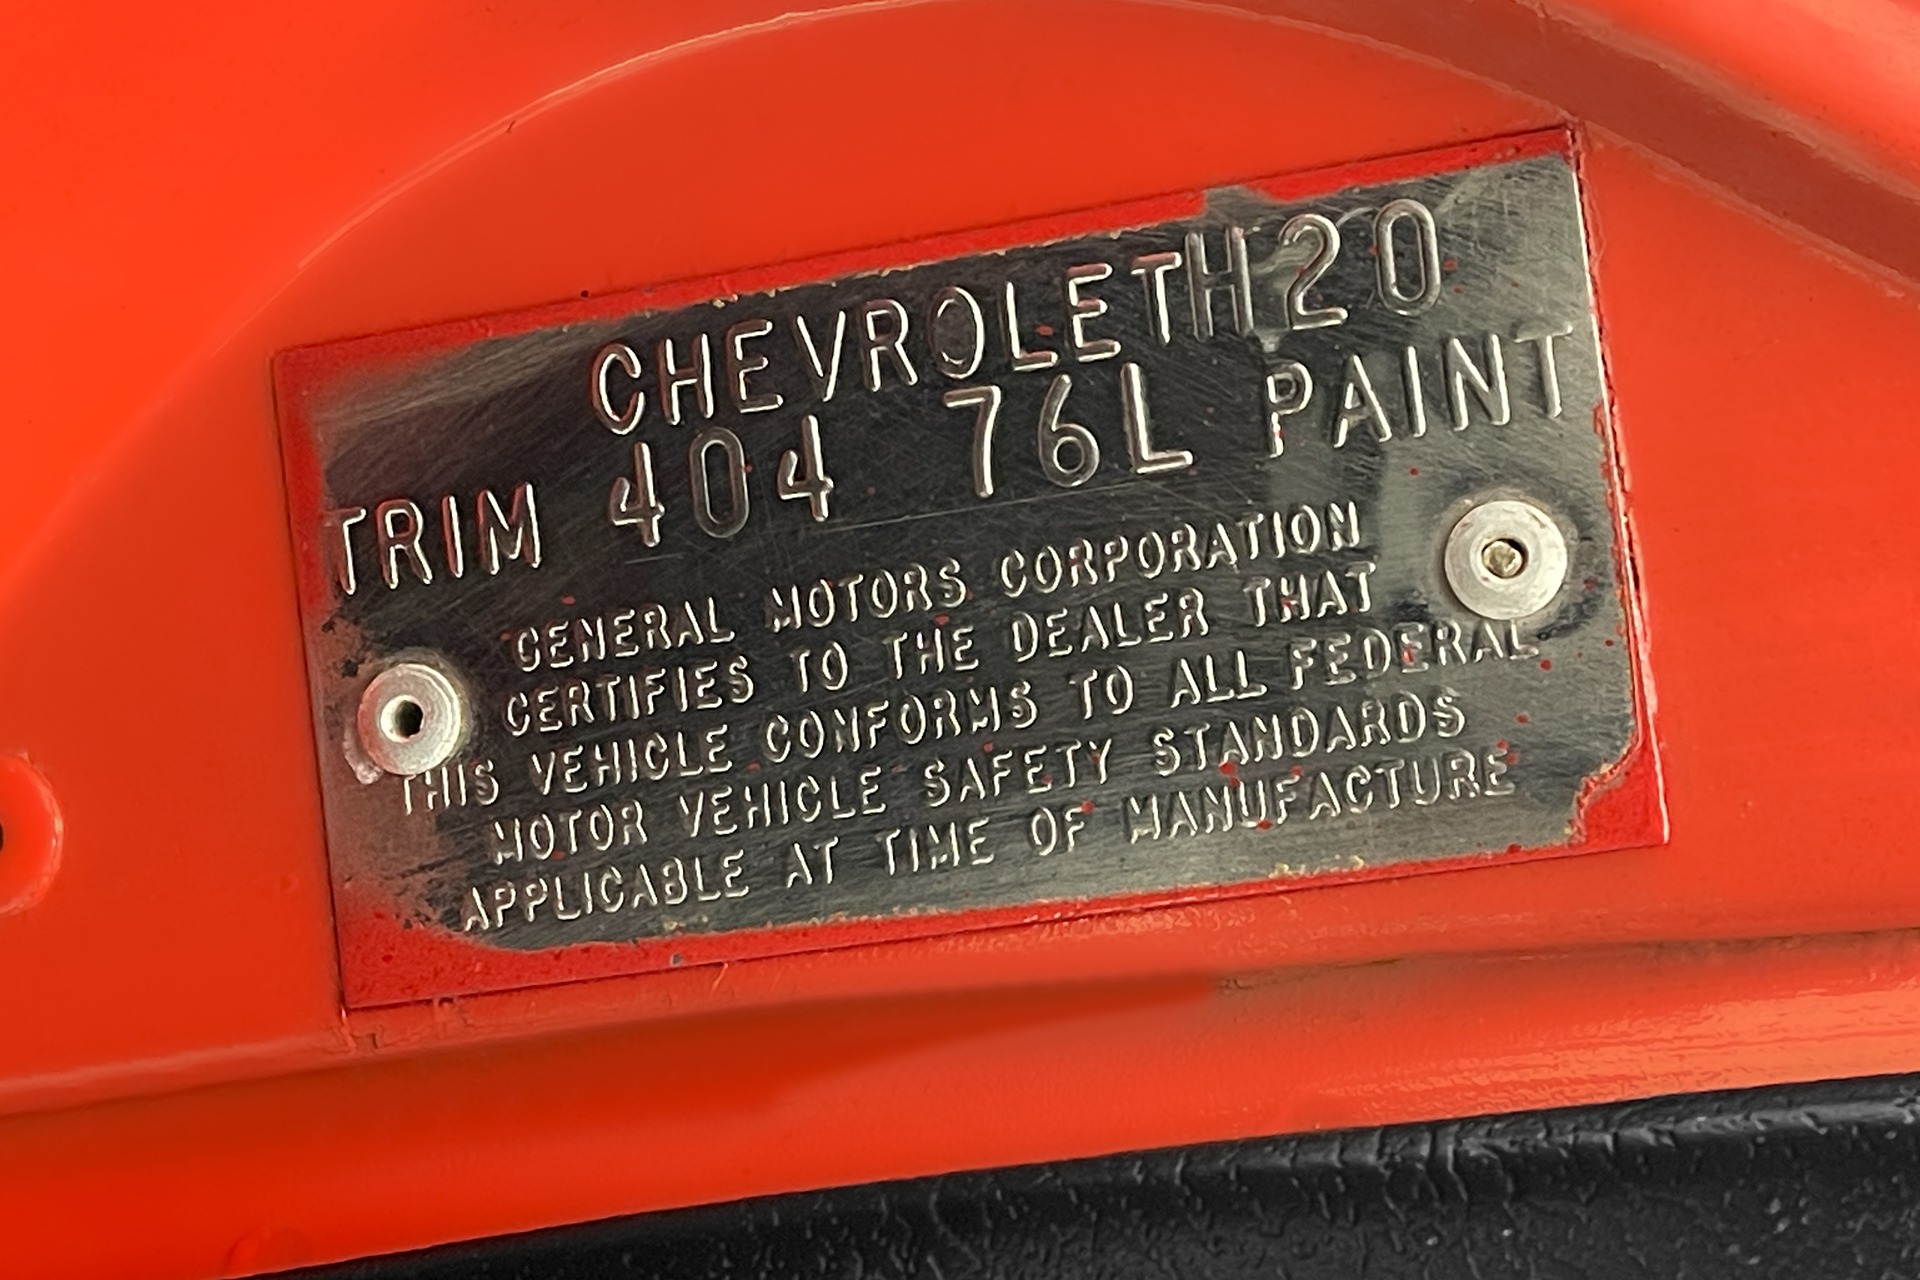 CHEVROLETH20
TRIM 404 76L PAINT
GENERAL MOTORS CORPORATION
CERTIFIES TO THE DEALER THAT
THIS VEHICLE CONFORMS TO ALL FEDERAL
MOTOR VEHICLE SAFETY STANDARDS
APPLICABLE AT TIME OF MANUFACTURE